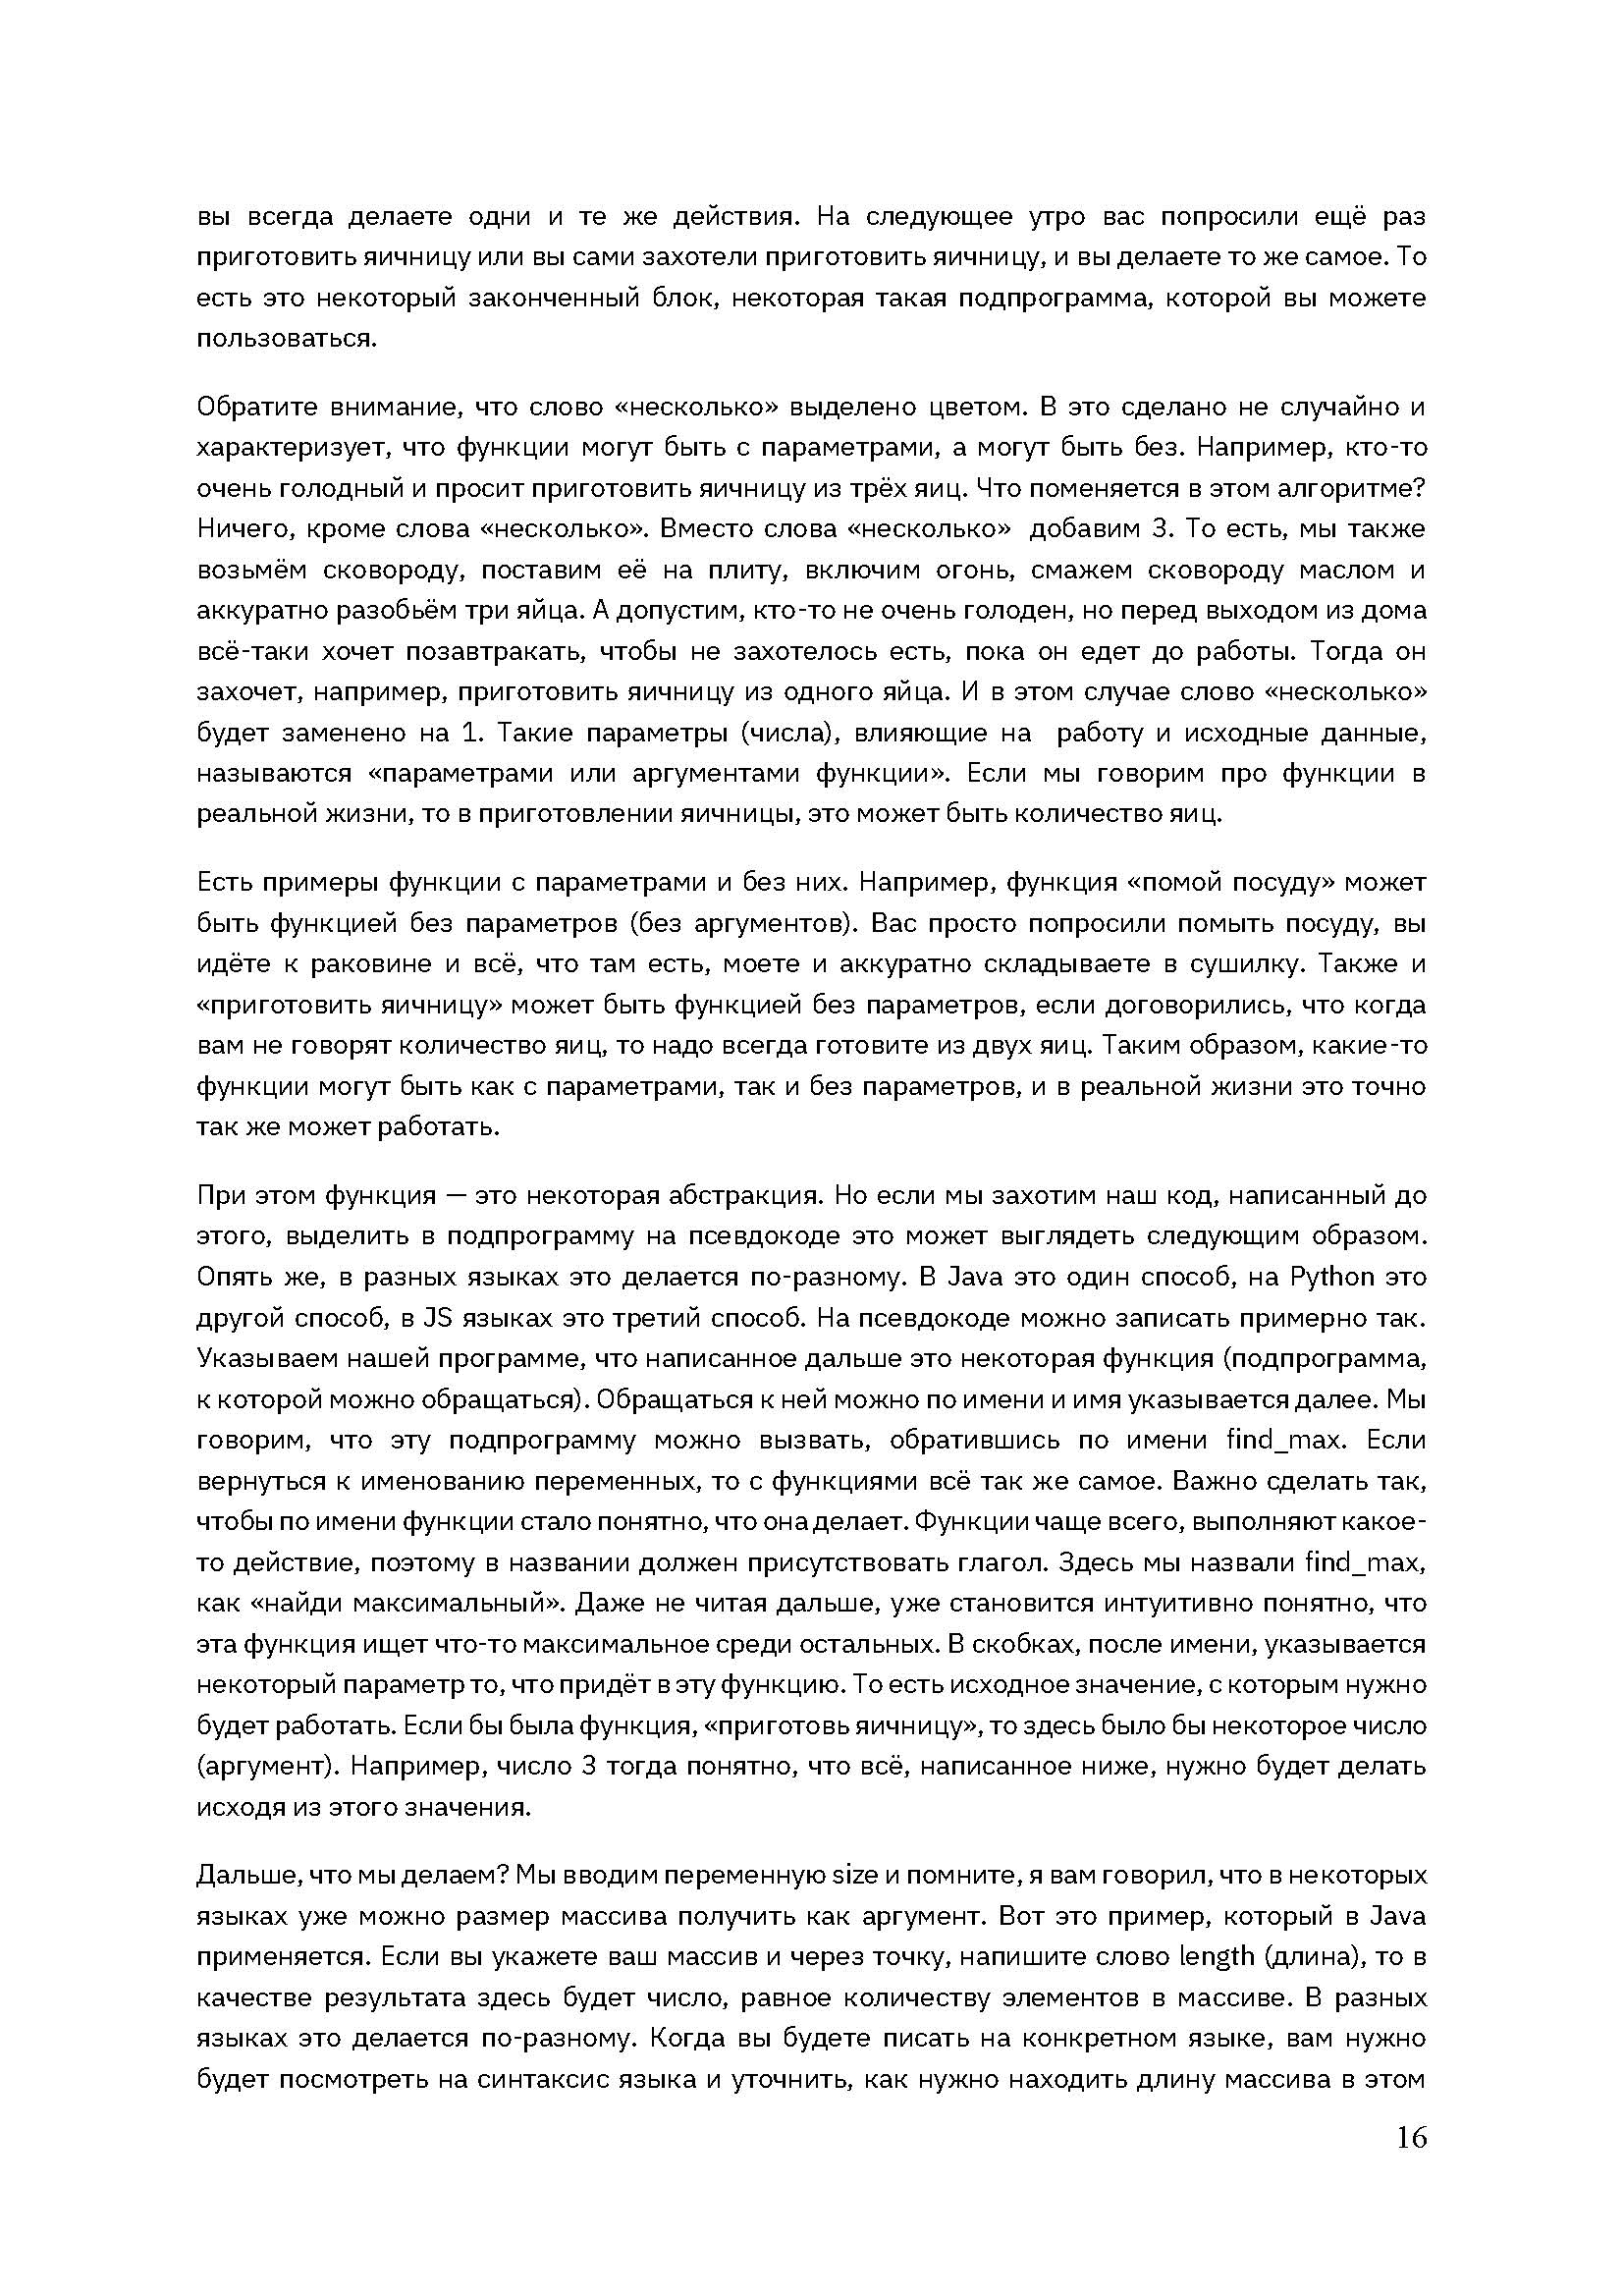 вы всегда делаете одни и те же действия. На следующее утро вас попросили ещё раз
приготовить яичницу или вы сами захотели приготовить яичницу, и вы делаете то же самое. То
есть это некоторый законченный блок, некоторая такая подпрограмма, которой вы можете
пользоваться.
Обратите внимание, что слово «несколько» выделено цветом. В это сделано не случайно и
характеризует, что функции могут быть с параметрами, а могут быть без. Например, кто-то
очень голодный и просит приготовить яичницу из трёх яиц. Что поменяется в этом алгоритме?
Ничего, кроме слова «несколько». Вместо слова «несколько»  добавим 3. То есть, мы также
возьмём сковороду, поставим её на плиту, включим огонь, смажем сковороду маслом и
аккуратно разобьём три яйца. А допустим, кто-то не очень голоден, но перед выходом из дома
всё-таки хочет позавтракать, чтобы не захотелось есть, пока он едет до работы. Тогда он
захочет, например, приготовить яичницу из одного яйца. И в этом случае слово «несколько»
будет заменено на 1. Такие параметры (числа), влияющие на  работу и исходные данные,
называются «параметрами или аргументами функции». Если мы говорим про функции в
реальной жизни, то в приготовлении яичницы, это может быть количество яиц.
Есть примеры функции с параметрами и без них. Например, функция «помой посуду» может
быть функцией без параметров (без аргументов). Вас просто попросили помыть посуду, вы
идёте к раковине и всё, что там есть, моете и аккуратно складываете в сушилку. Также и
«приготовить яичницу» может быть функцией без параметров, если договорились, что когда
вам не говорят количество яиц, то надо всегда готовите из двух яиц. Таким образом, какие-то
функции могут быть как с параметрами, так и без параметров, и в реальной жизни это точно
так же может работать.
При этом функция — это некоторая абстракция. Но если мы захотим наш код, написанный до
этого, выделить в подпрограмму на псевдокоде это может выглядеть следующим образом.
Опять же, в разных языках это делается по-разному. В Java это один способ, на Python это
другой способ, в JS языках это третий способ. На псевдокоде можно записать примерно так.
Указываем нашей программе, что написанное дальше это некоторая функция (подпрограмма,
к которой можно обращаться). Обращаться к ней можно по имени и имя указывается далее. Мы
говорим, что эту подпрограмму можно вызвать, обратившись по имени find_max. Если
вернуться к именованию переменных, то с функциями всё так же самое. Важно сделать так,
чтобы по имени функции стало понятно, что она делает. Функции чаще всего, выполняют какое-
то действие, поэтому в названии должен присутствовать глагол. Здесь мы назвали find_max,
как «найди максимальный». Даже не читая дальше, уже становится интуитивно понятно, что
эта функция ищет что-то максимальное среди остальных. В скобках, после имени, указывается
некоторый параметр то, что придёт в эту функцию. То есть исходное значение, с которым нужно
будет работать. Если бы была функция, «приготовь яичницу», то здесь было бы некоторое число
(аргумент). Например, число 3 тогда понятно, что всё, написанное ниже, нужно будет делать
исходя из этого значения.
Дальше, что мы делаем? Мы вводим переменную size и помните, я вам говорил, что в некоторых
языках уже можно размер массива получить как аргумент. Вот это пример, который в Java
применяется. Если вы укажете ваш массив и через точку, напишите слово length (длина), то в
качестве результата здесь будет число, равное количеству элементов в массиве. В разных
языках это делается по-разному. Когда вы будете писать на конкретном языке, вам нужно
будет посмотреть на синтаксис языка и уточнить, как нужно находить длину массива в этом
16